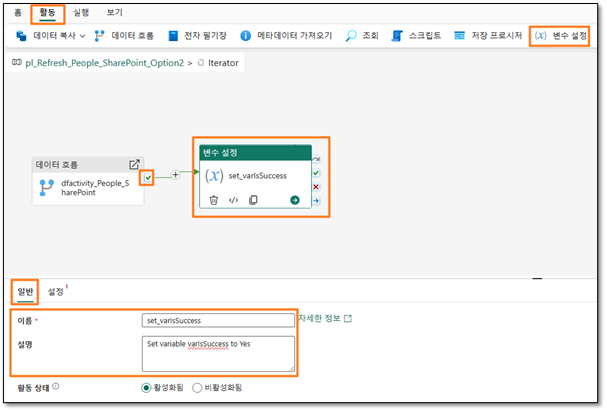 홈 활동 실행 보기
데이터 복사 데이터 흐름 전자 필기장 메타데이터 가져오기 조회 스크립트 저장 프로시저 (x) 변수 설정
pl_Refresh_People_SharePoint_Option2 > Iterator
데이터 흐름
dfactivity_People_S
harePoint
변수 설정
(x) set_varIsSuccess
일반 설정 1
이름 * set_varIsSuccess 자세한 정보
설명 Set variable varIsSuccess to Yes
활동 상태 활성화됨 비활성화됨